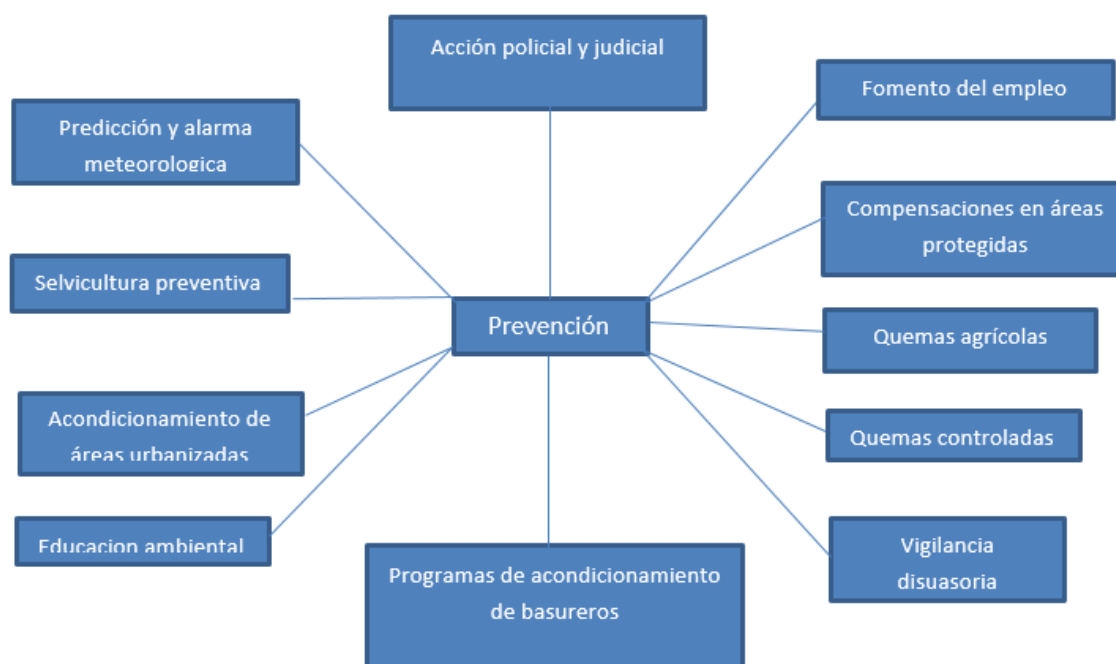 Acción policial y judicial
Fomento del empleo
Predicción y alarma
meteorologica
Compensaciones en áreas
protegidas
Selvicultura preventiva
Prevención
Quemas agrícolas
Acondicionamiento de
áreas urbanizadas
Quemas controladas
Educacion ambiental
Vigilancia
disuasoria
Programas de acondicionamiento
de basureros